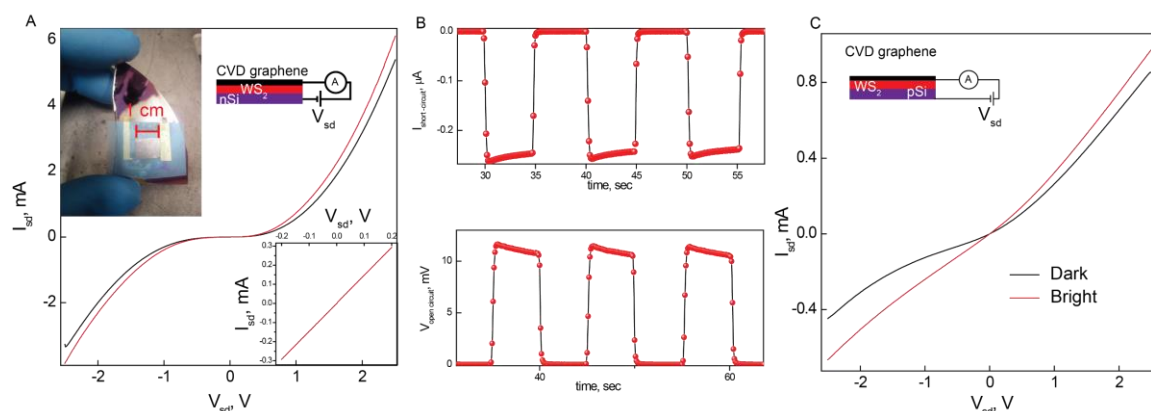 A
6
4
2
0
-2
I_sd, mA
-2
-1
0
1
2
V_sd, V
1 cm
CVD graphene
WS₂
nSi
A
V_sd
V_sd, V
-0.2
-0.1
0.0
0.1
0.2
I_sd, mA
0.3
0.2
0.1
0.0
-0.1
-0.2
-0.3
B
0.0
-0.1
-0.2
I_short-circuit, μA
30
35
40
45
50
55
time, sec
10
0
V_open circuit, mV
40
60
time, sec
C
CVD graphene
WS₂
pSi
A
V_sd
0.8
0.4
0.0
-0.4
I_sd, mA
Dark
Bright
-2
-1
0
1
2
V_sd, V